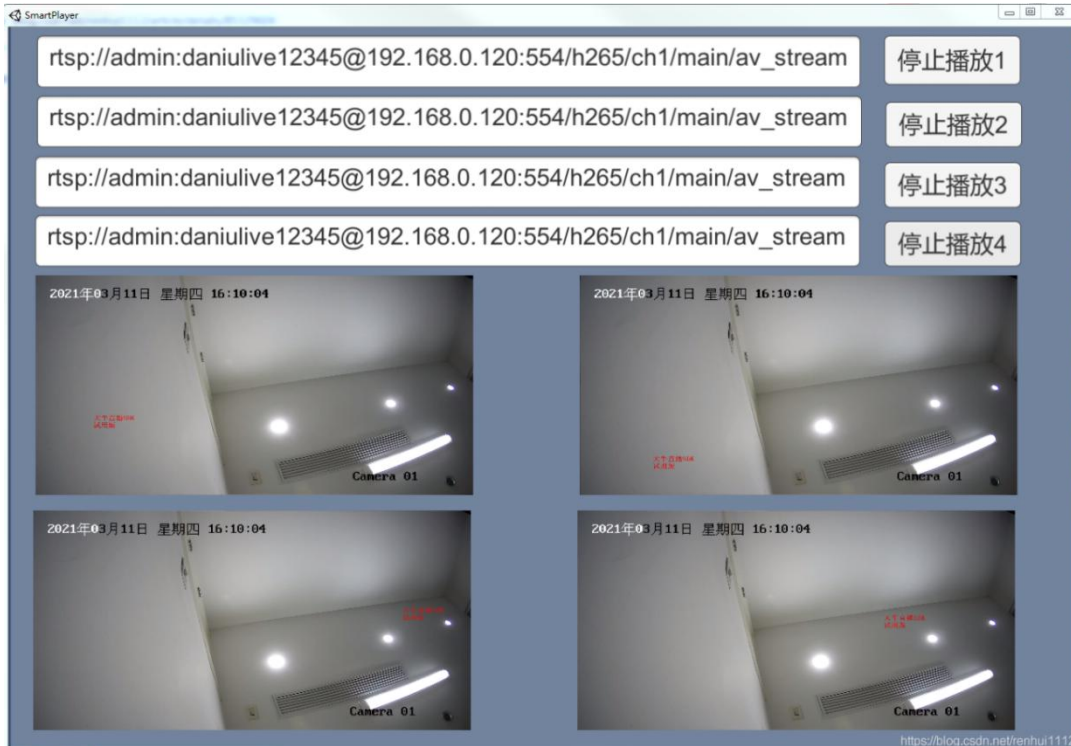 SmartPlayer
rtsp://admin:daniulive12345@192.168.0.120:554/h265/ch1/main/av_stream
停止播放1
rtsp://admin:daniulive12345@192.168.0.120:554/h265/ch1/main/av_stream
停止播放2
rtsp://admin:daniulive12345@192.168.0.120:554/h265/ch1/main/av_stream
停止播放3
rtsp://admin:daniulive12345@192.168.0.120:554/h265/ch1/main/av_stream
停止播放4
2021年03月11日 星期四 16:10:04
Camera 01
2021年03月11日 星期四 16:10:04
Camera 01
2021年03月11日 星期四 16:10:04
Camera 01
2021年03月11日 星期四 16:10:04
Camera 01